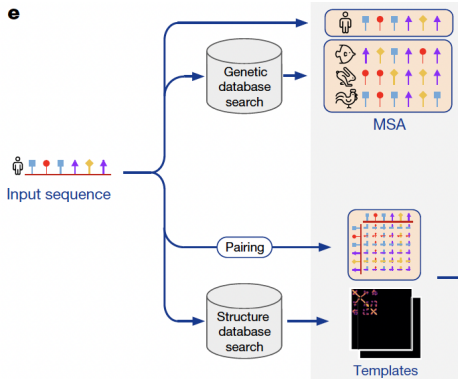 e
Genetic
database
search
MSA
Input sequence
Pairing
Structure
database
search
Templates